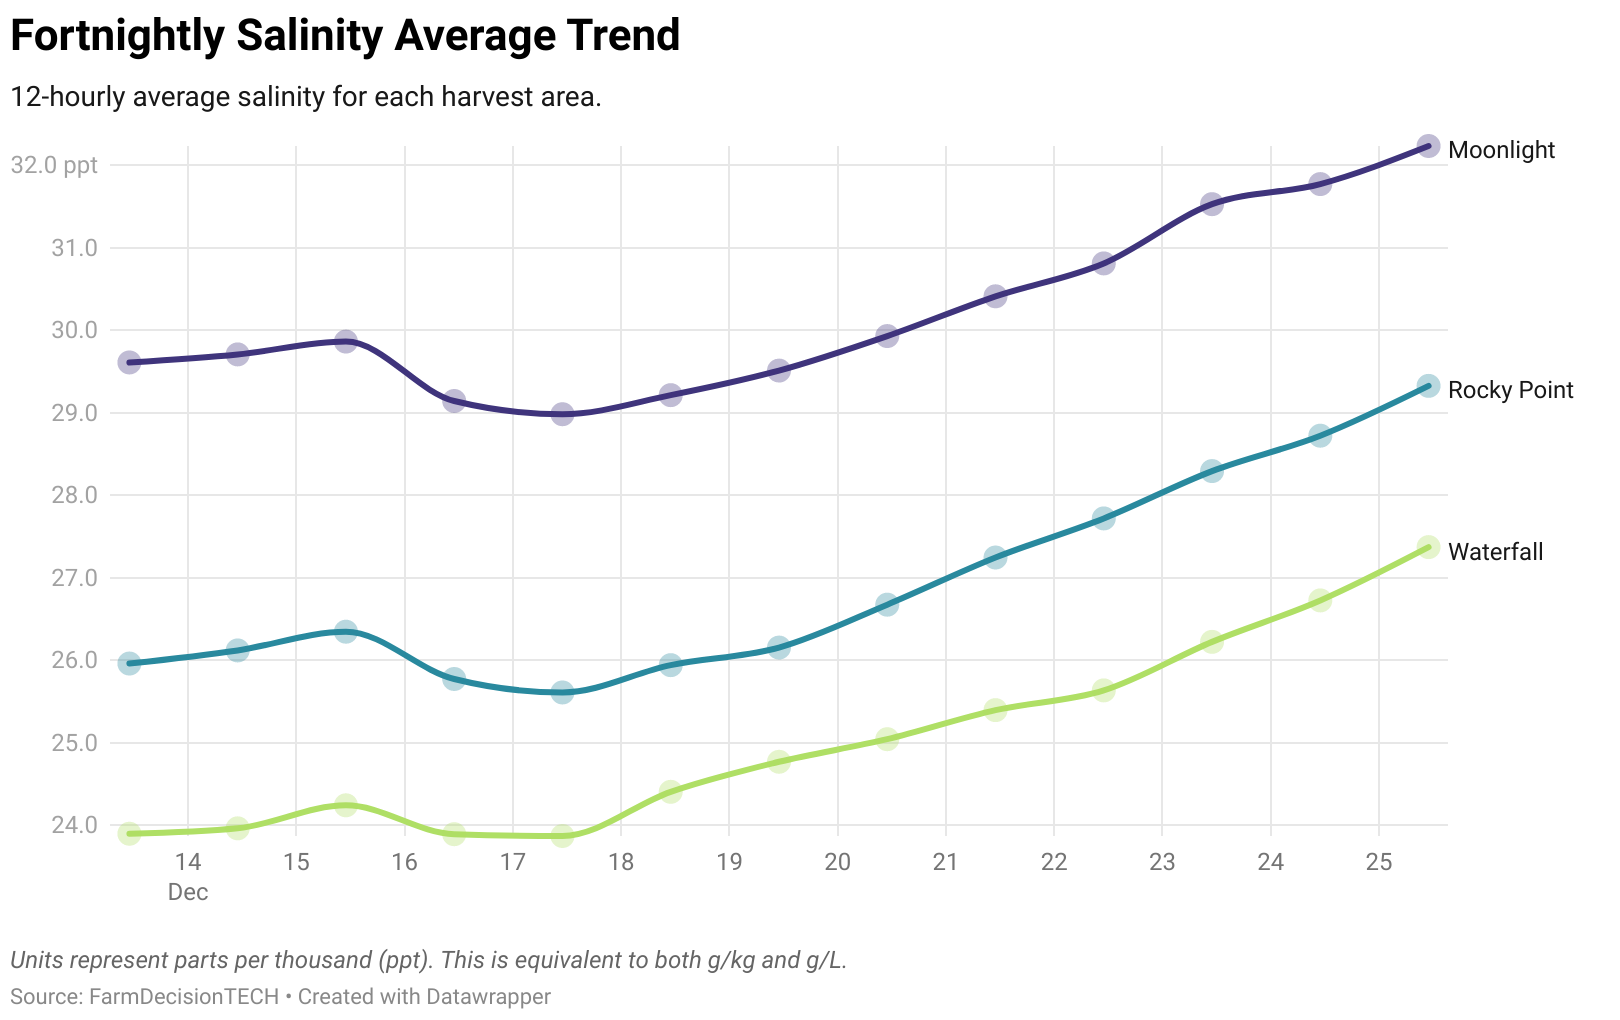 Fortnightly Salinity Average Trend
12-hourly average salinity for each harvest area.
32.0 ppt
31.0
30.0
29.0
28.0
27.0
26.0
25.0
24.0
Moonlight
Rocky Point
Waterfall
14 15 16 17 18 19 20 21 22 23 24 25
Dec
Units represent parts per thousand (ppt). This is equivalent to both g/kg and g/L.
Source: FarmDecisionTECH • Created with Datawrapper